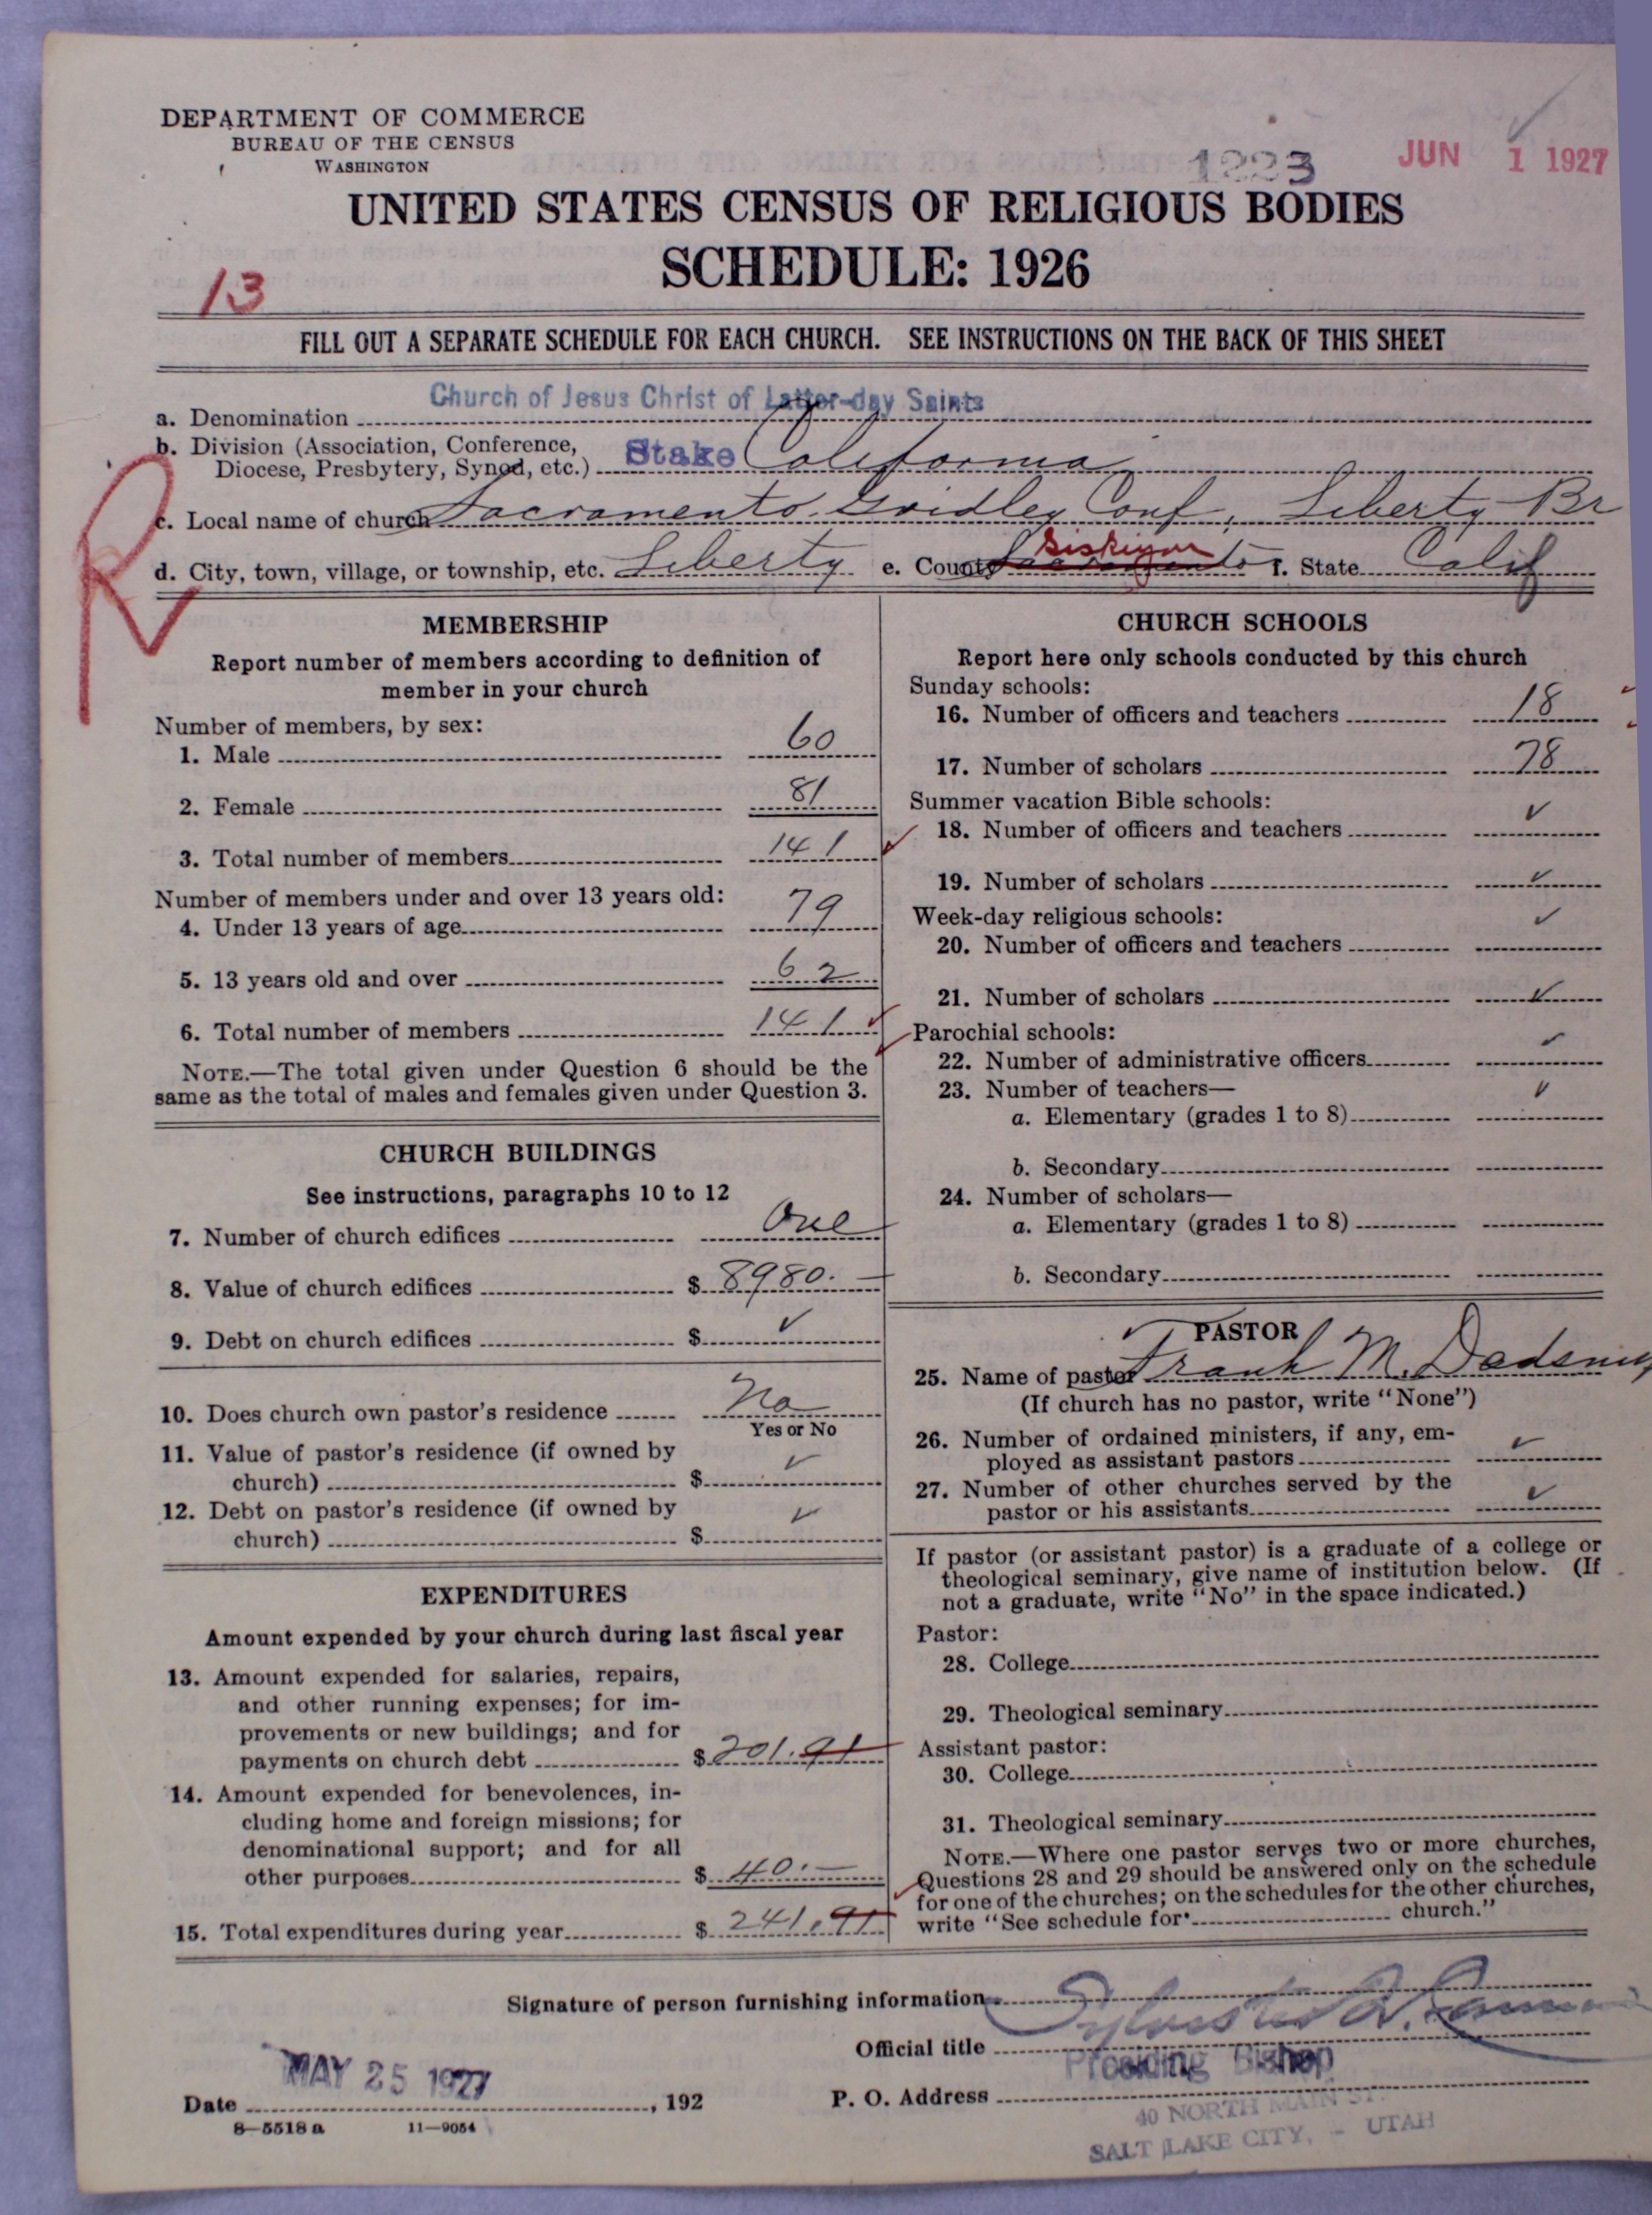 DEPARTMENT OF COMMERCE
BUREAU OF THE CENSUS
WASHINGTON
1223
JUN 1 1927
UNITED STATES CENSUS OF RELIGIOUS BODIES
SCHEDULE: 1926
13
FILL OUT A SEPARATE SCHEDULE FOR EACH CHURCH. SEE INSTRUCTIONS ON THE BACK OF THIS SHEET
a. Denomination Church of Jesus Christ of Latter-day Saints
b. Division (Association, Conference,
Diocese, Presbytery, Synod, etc.) Stake California
R
c. Local name of church Sacramento Gridley Conf, Liberty Br
d. City, town, village, or township, etc. Liberty e. County Sacramento Siskiyou f. State Calif
MEMBERSHIP
Report number of members according to definition of
member in your church
Number of members, by sex:
1. Male 60
2. Female 81
3. Total number of members 141
Number of members under and over 13 years old:
4. Under 13 years of age 79
5. 13 years old and over 62
6. Total number of members 141
NOTE.—The total given under Question 6 should be the
same as the total of males and females given under Question 3.
CHURCH BUILDINGS
See instructions, paragraphs 10 to 12
7. Number of church edifices One
8. Value of church edifices $ 8980.—
9. Debt on church edifices $ ✓
10. Does church own pastor's residence No
Yes or No
11. Value of pastor's residence (if owned by
church) $ ✓
12. Debt on pastor's residence (if owned by
church) $ ✓
EXPENDITURES
Amount expended by your church during last fiscal year
13. Amount expended for salaries, repairs,
and other running expenses; for im-
provements or new buildings; and for
payments on church debt $ 201.91
14. Amount expended for benevolences, in-
cluding home and foreign missions; for
denominational support; and for all
other purposes $ 40.—
15. Total expenditures during year $ 241.91
CHURCH SCHOOLS
Report here only schools conducted by this church
Sunday schools:
16. Number of officers and teachers 18
17. Number of scholars 78
Summer vacation Bible schools:
18. Number of officers and teachers ✓
19. Number of scholars ✓
Week-day religious schools:
20. Number of officers and teachers ✓
21. Number of scholars ✓
Parochial schools:
22. Number of administrative officers ✓
23. Number of teachers—
a. Elementary (grades 1 to 8) ✓
b. Secondary
24. Number of scholars—
a. Elementary (grades 1 to 8)
b. Secondary
PASTOR
25. Name of pastor Frank M.
(If church has no pastor, write "None")
26. Number of ordained ministers, if any, em-
ployed as assistant pastors ✓
27. Number of other churches served by the
pastor or his assistants ✓
If pastor (or assistant pastor) is a graduate of a college or
theological seminary, give name of institution below. (If
not a graduate, write "No" in the space indicated.)
Pastor:
28. College
29. Theological seminary
Assistant pastor:
30. College
31. Theological seminary
NOTE.—Where one pastor serves two or more churches,
Questions 28 and 29 should be answered only on the schedule
for one of the churches; on the schedules for the other churches,
write "See schedule for church."
Signature of person furnishing information Sylvester Q. Cannon
Official title Presiding Bishop
Date MAY 25 1927, 192
P. O. Address 40 NORTH MAIN ST.
SALT LAKE CITY, - UTAH
8—5518 a 11—9054